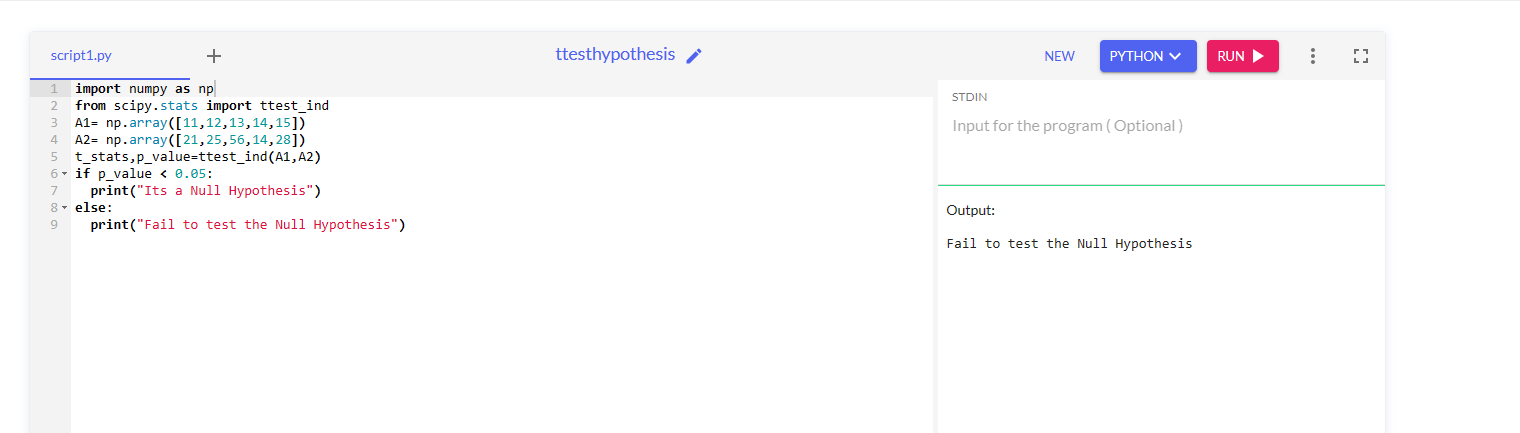 script1.py
+
ttesthypothesis
NEW
PYTHON
RUN
1 import numpy as np
2 from scipy.stats import ttest_ind
3 A1= np.array([11,12,13,14,15])
4 A2= np.array([21,25,56,14,28])
5 t_stats,p_value=ttest_ind(A1,A2)
6 if p_value < 0.05:
7 print("Its a Null Hypothesis")
8 else:
9 print("Fail to test the Null Hypothesis")
STDIN
Input for the program ( Optional )
Output:
Fail to test the Null Hypothesis